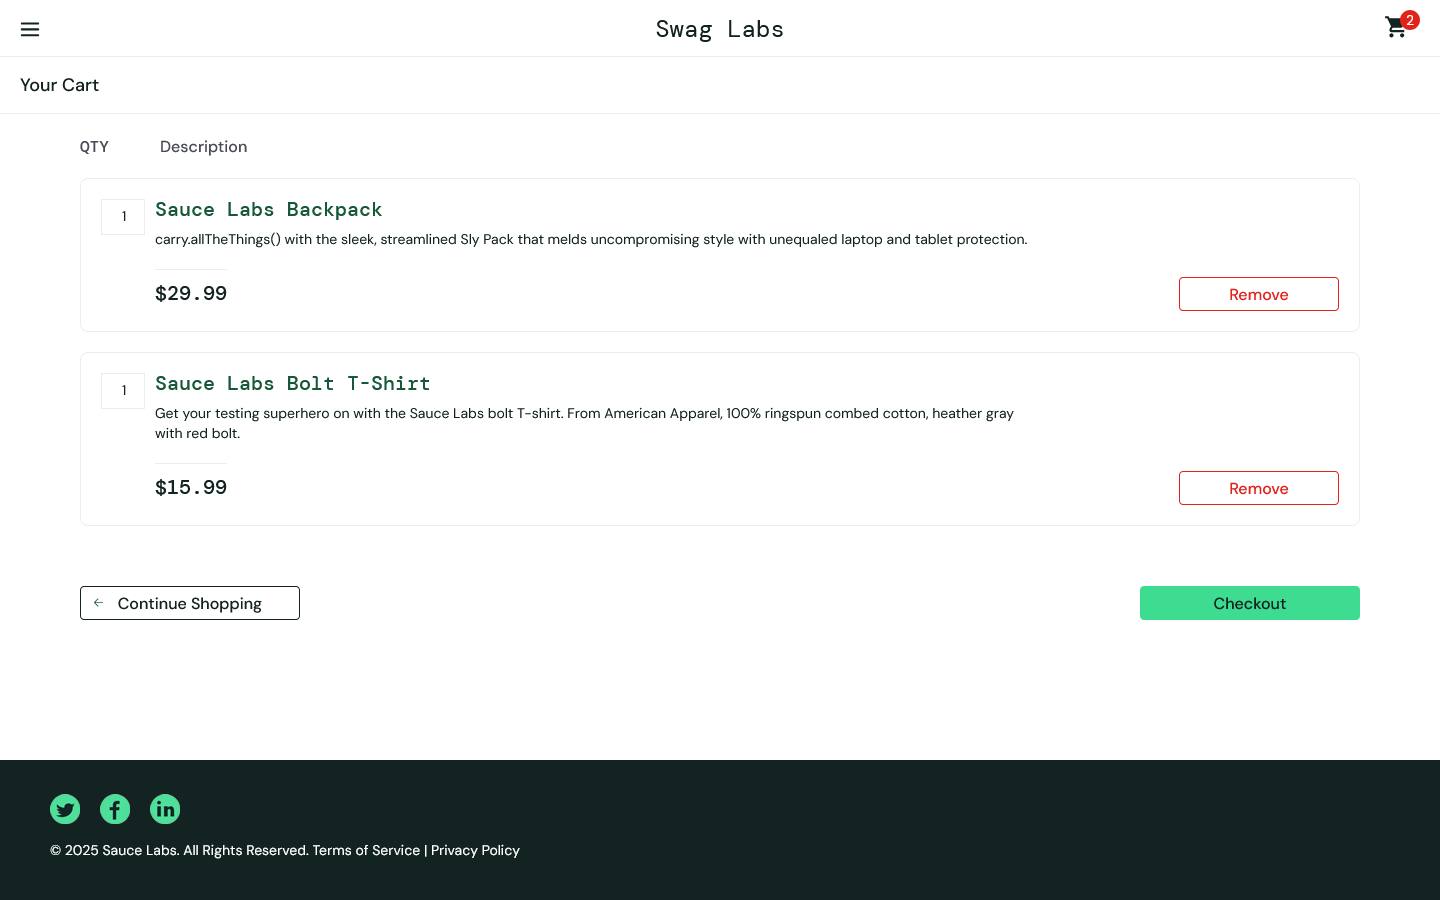 Swag Labs
2
Your Cart
QTY Description
1
Sauce Labs Backpack
carry.allTheThings() with the sleek, streamlined Sly Pack that melds uncompromising style with unequaled laptop and tablet protection.
$29.99
Remove
1
Sauce Labs Bolt T-Shirt
Get your testing superhero on with the Sauce Labs bolt T-shirt. From American Apparel, 100% ringspun combed cotton, heather gray
with red bolt.
$15.99
Remove
Continue Shopping
Checkout
© 2025 Sauce Labs. All Rights Reserved. Terms of Service | Privacy Policy